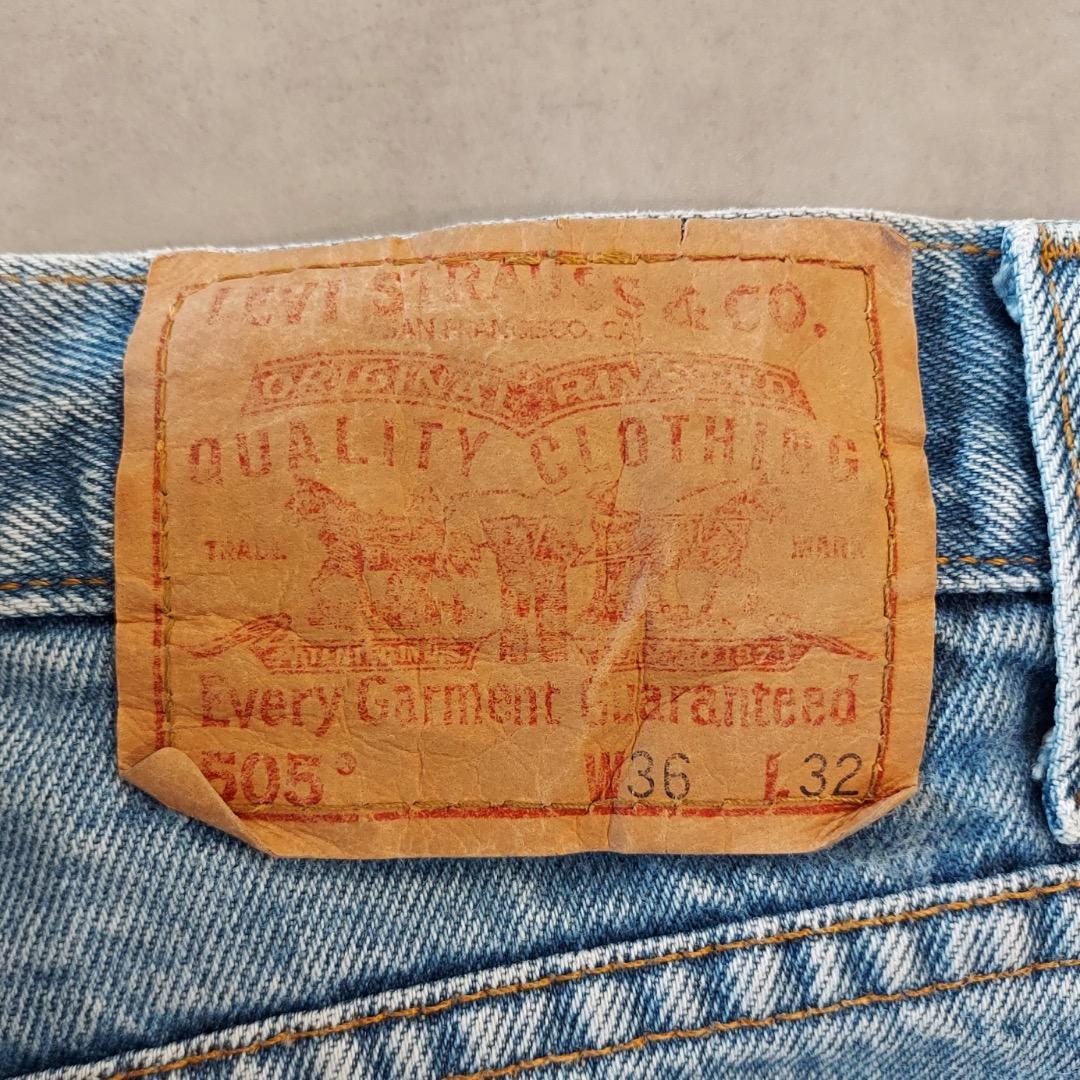 LEVI STRAUSS & CO.
SAN FRANCISCO, CAL
ORIGINAL RIVETED
QUALITY CLOTHING
TRADE MARK
Every Garment Guaranteed
505° W36 L32